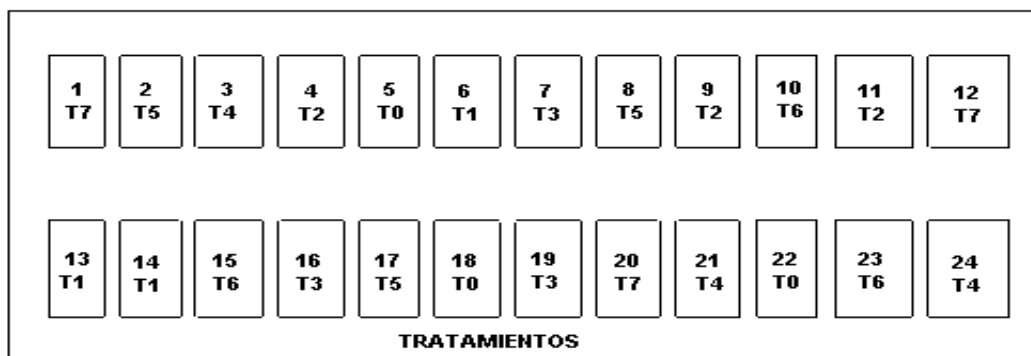 1 2 3 4 5 6 7 8 9 10 11 12
T7 T5 T4 T2 T0 T1 T3 T5 T2 T6 T2 T7
13 14 15 16 17 18 19 20 21 22 23 24
T1 T1 T6 T3 T5 T0 T3 T7 T4 T0 T6 T4
TRATAMIENTOS